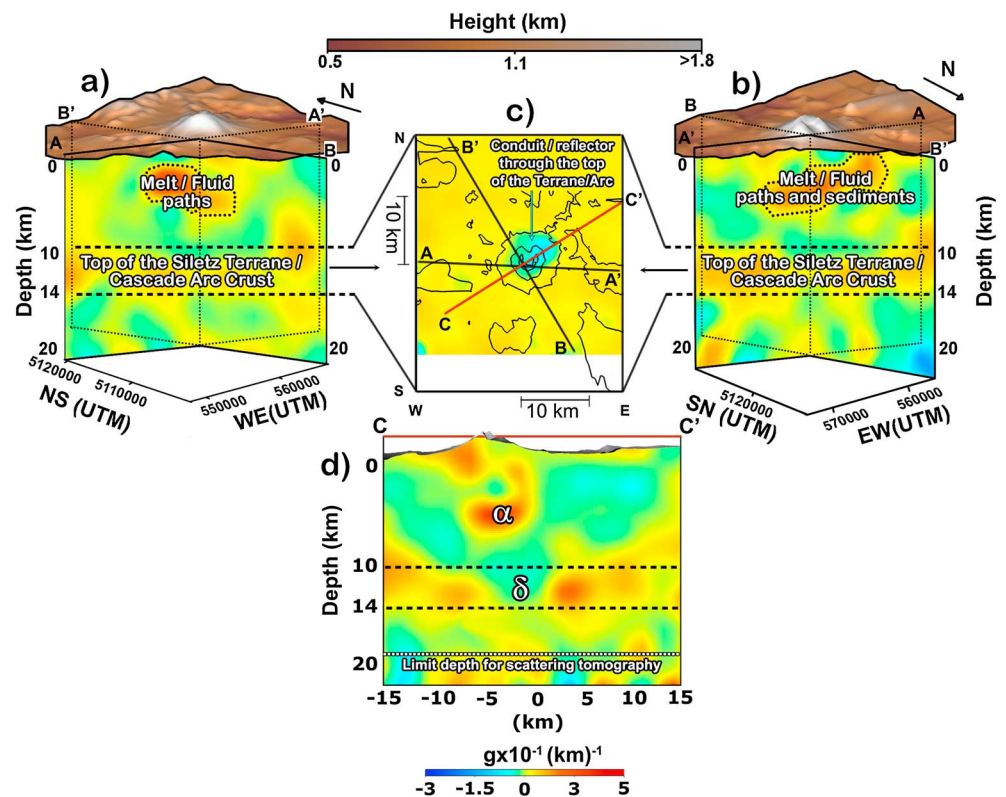 Height (km)
0.5 1.1 >1.8
a)
N
B'
A'
A
B
0
Melt / Fluid
paths
10
Top of the Siletz Terrane /
Cascade Arc Crust
14
20
Depth (km)
0
20
5120000
5110000
NS (UTM)
550000
560000
WE(UTM)
c)
N
B'
Conduit / reflector
through the top
of the Terrane/Arc
C'
10 km
A
A'
C
B
S
W
10 km
E
b)
N
B
A
A'
B'
0
Melt / Fluid
paths and sediments
10
Top of the Siletz Terrane /
Cascade Arc Crust
14
20
0
10
14
20
Depth (km)
5120000
SN (UTM)
570000
560000
EW(UTM)
d)
C
C'
0
α
10
δ
14
Limit depth for scattering tomography
20
Depth (km)
-15 -10 -5 0 5 10 15
(km)
gx10⁻¹ (km)⁻¹
-3 -1.5 0 3 5